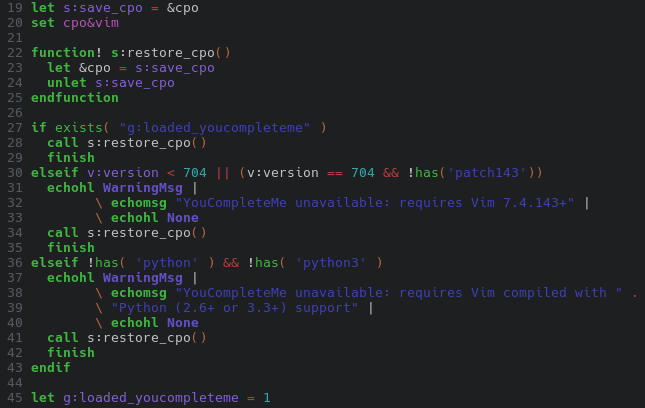 19 let s:save_cpo = &cpo
20 set cpo&vim
21
22 function! s:restore_cpo()
23   let &cpo = s:save_cpo
24   unlet s:save_cpo
25 endfunction
26
27 if exists( "g:loaded_youcompleteme" )
28   call s:restore_cpo()
29   finish
30 elseif v:version < 704 || (v:version == 704 && !has('patch143'))
31   echohl WarningMsg |
32         \ echomsg "YouCompleteMe unavailable: requires Vim 7.4.143+" |
33         \ echohl None
34   call s:restore_cpo()
35   finish
36 elseif !has( 'python' ) && !has( 'python3' )
37   echohl WarningMsg |
38         \ echomsg "YouCompleteMe unavailable: requires Vim compiled with " .
39         \ "Python (2.6+ or 3.3+) support" |
40         \ echohl None
41   call s:restore_cpo()
42   finish
43 endif
44
45 let g:loaded_youcompleteme = 1